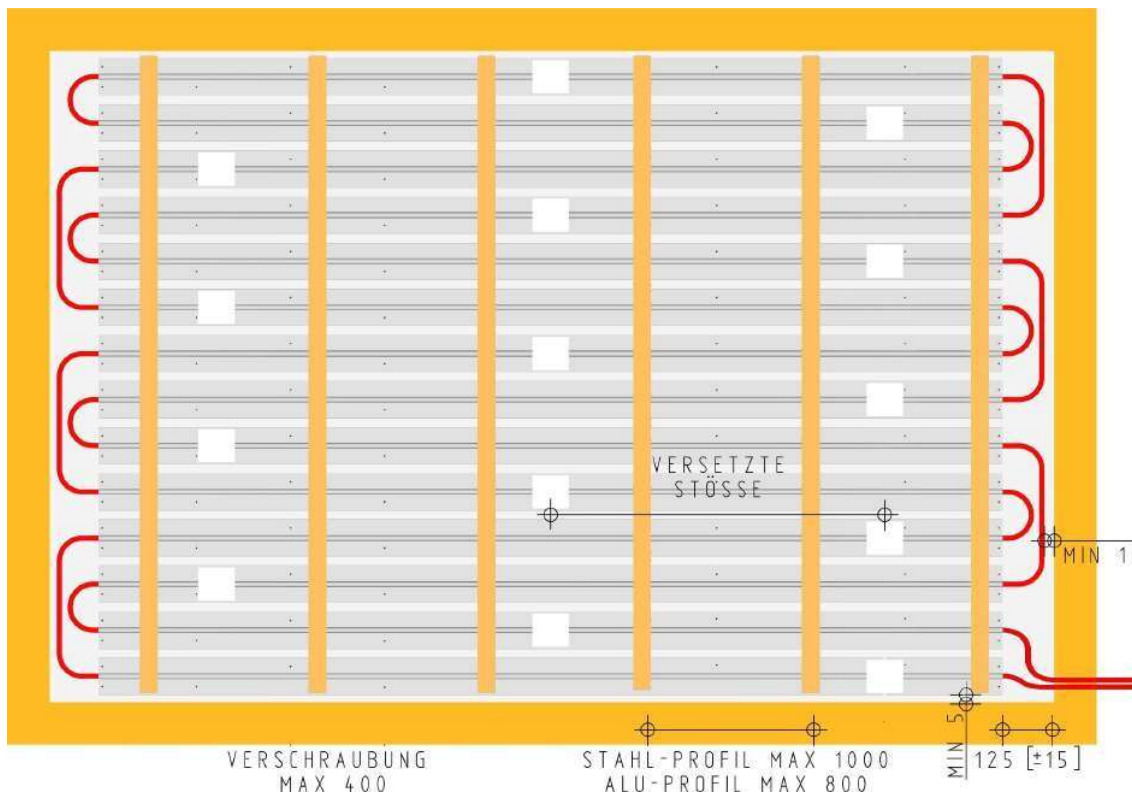 VERSETZTE
STÖSSE
MIN 1
VERSCHRAUBUNG
MAX 400
STAHL-PROFIL MAX 1000
ALU-PROFIL MAX 800
MIN 5
125 [±15]